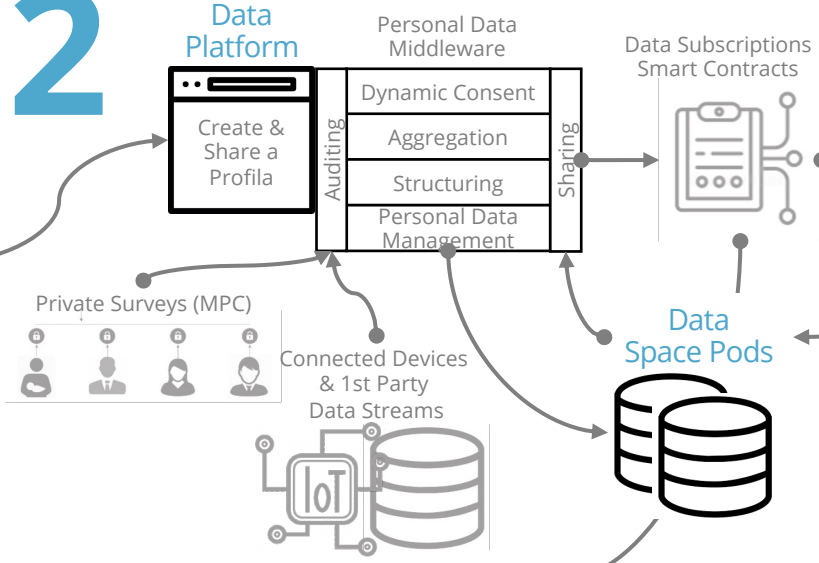 2
Data
Platform
Personal Data
Middleware
Data Subscriptions
Smart Contracts
Create &
Share a
Profila
Auditing
Dynamic Consent
Aggregation
Structuring
Personal Data
Management
Sharing
Private Surveys (MPC)
Connected Devices
& 1st Party
Data Streams
IoT
Data
Space Pods